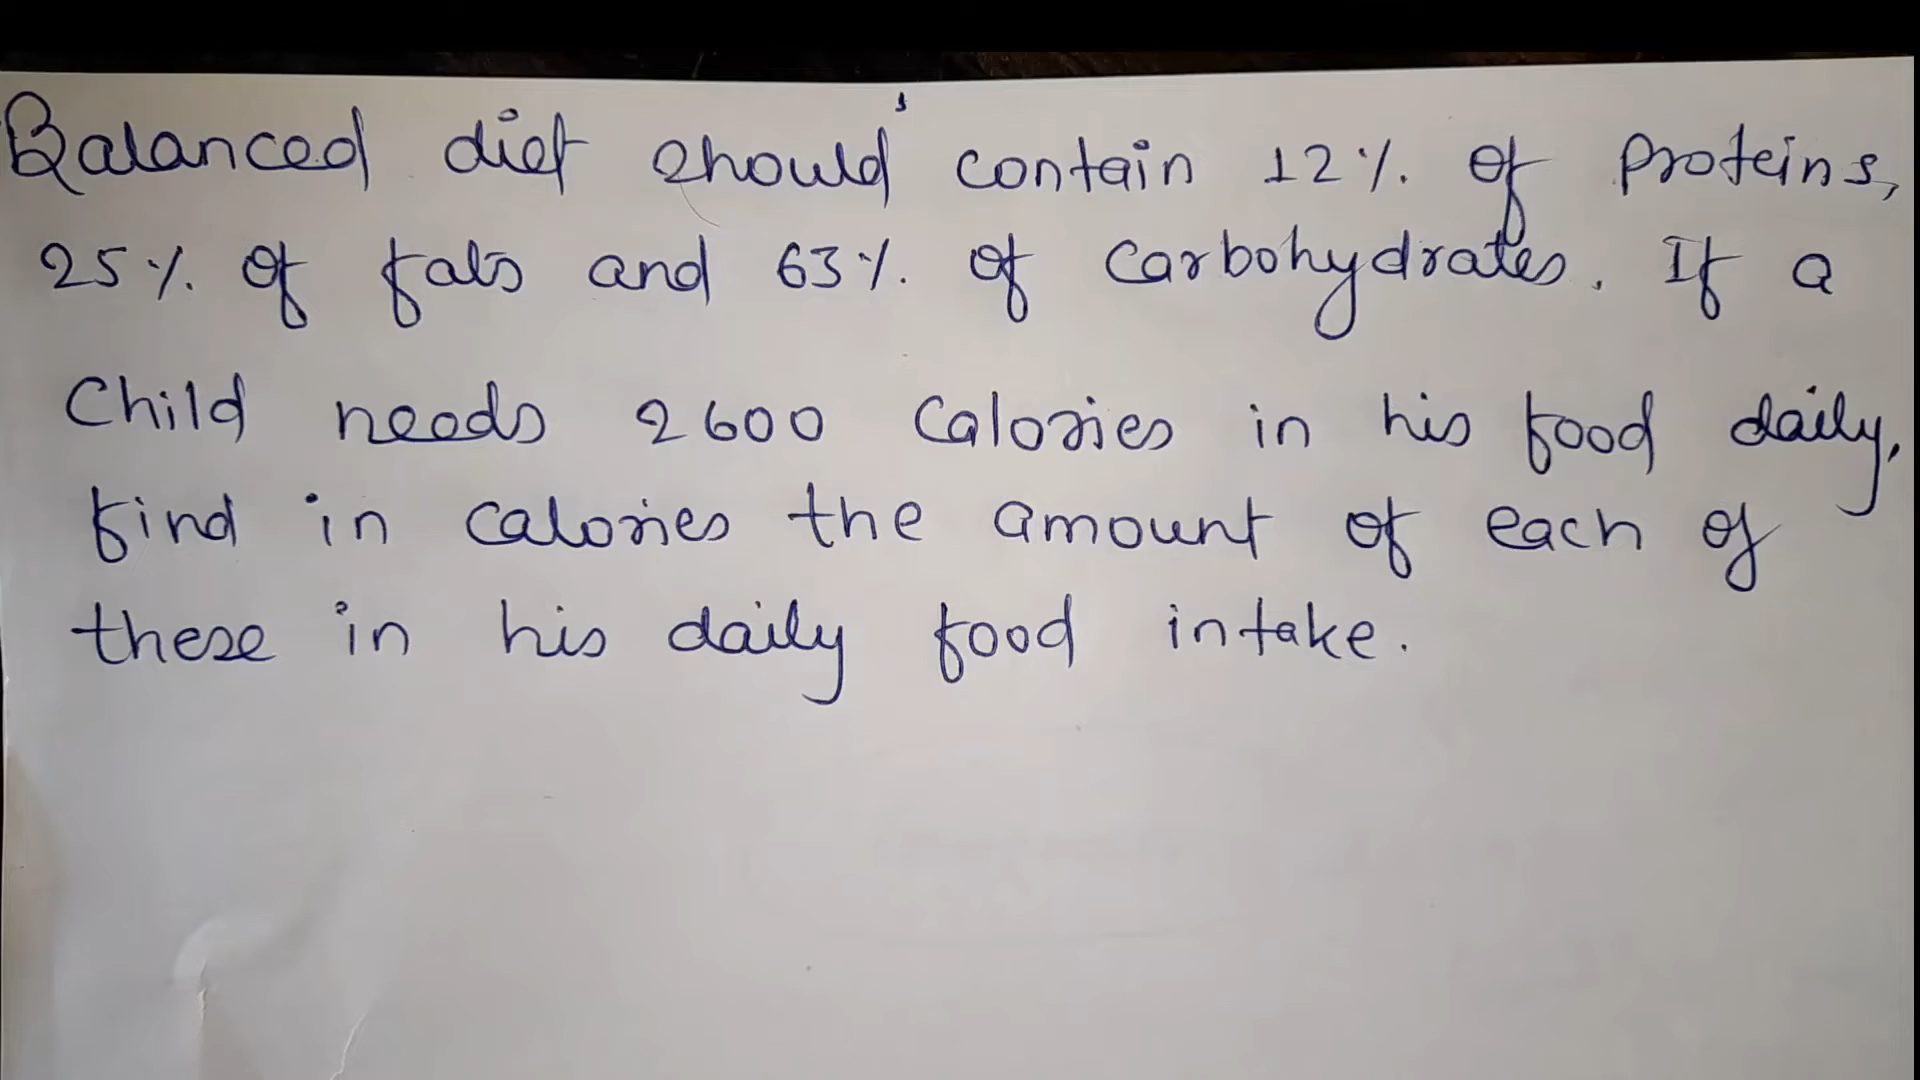 Balanced diet should contain 12%. of proteins,
25%. of fats and 63%. of carbohydrates. If a
Child needs 2600 Calories in his food daily,
find in calories the amount of each of
these in his daily food intake.